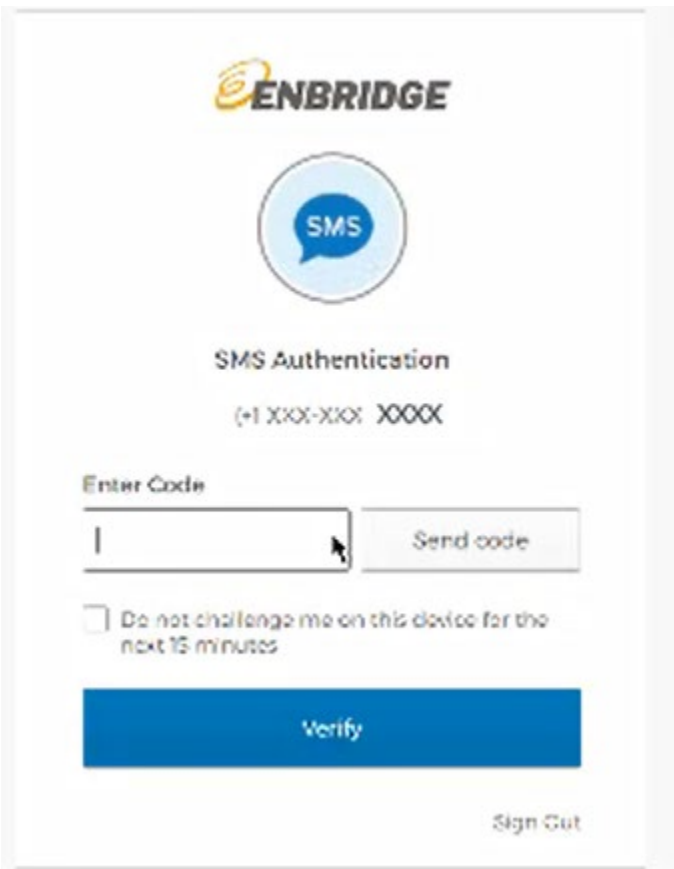 ENBRIDGE
SMS
SMS Authentication
(+1 XXX-XXX XXXX
Enter Code
Send code
Do not challenge me on this device for the
next 15 minutes
Verify
Sign Out